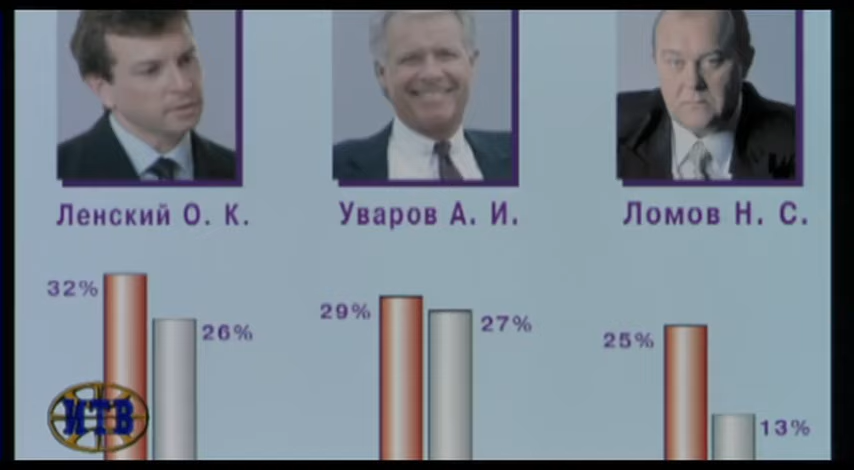 Ленский О. К.
Уваров А. И.
Ломов Н. С.
32%
26%
29%
27%
25%
13%
ИТВ